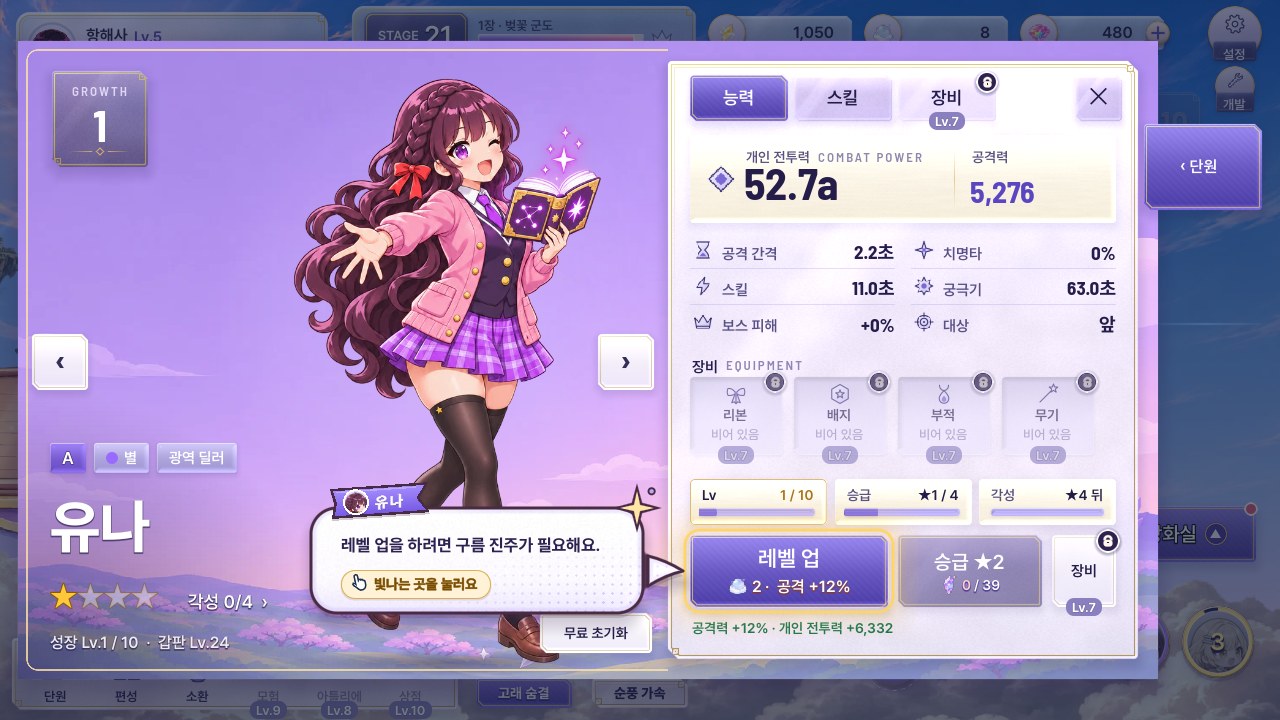 항해사 Lv.5
STAGE 21
1장 · 벚꽃 군도
1,050
8
480
설정
개발
GROWTH
1
능력
스킬
장비
Lv.7
‹ 단원
개인 전투력 COMBAT POWER
52.7a
공격력
5,276
공격 간격 2.2초
치명타 0%
스킬 11.0초
궁극기 63.0초
보스 피해 +0%
대상 앞
장비 EQUIPMENT
리본
비어 있음
Lv.7
배지
비어 있음
Lv.7
부적
비어 있음
Lv.7
무기
비어 있음
Lv.7
A
별
광역 딜러
유나
각성 0/4 ›
성장 Lv.1 / 10 · 갑판 Lv.24
유나
레벨 업을 하려면 구름 진주가 필요해요.
빛나는 곳을 눌러요
무료 초기화
Lv 1 / 10
승급 ★1 / 4
각성 ★4 뒤
레벨 업
2 · 공격 +12%
승급 ★2
0 / 39
장비
Lv.7
공격력 +12% · 개인 전투력 +6,332
화실
3
단원
편성
소환
모험
Lv.9
아틀리에
Lv.8
상점
Lv.10
고래 숨결
순풍 가속